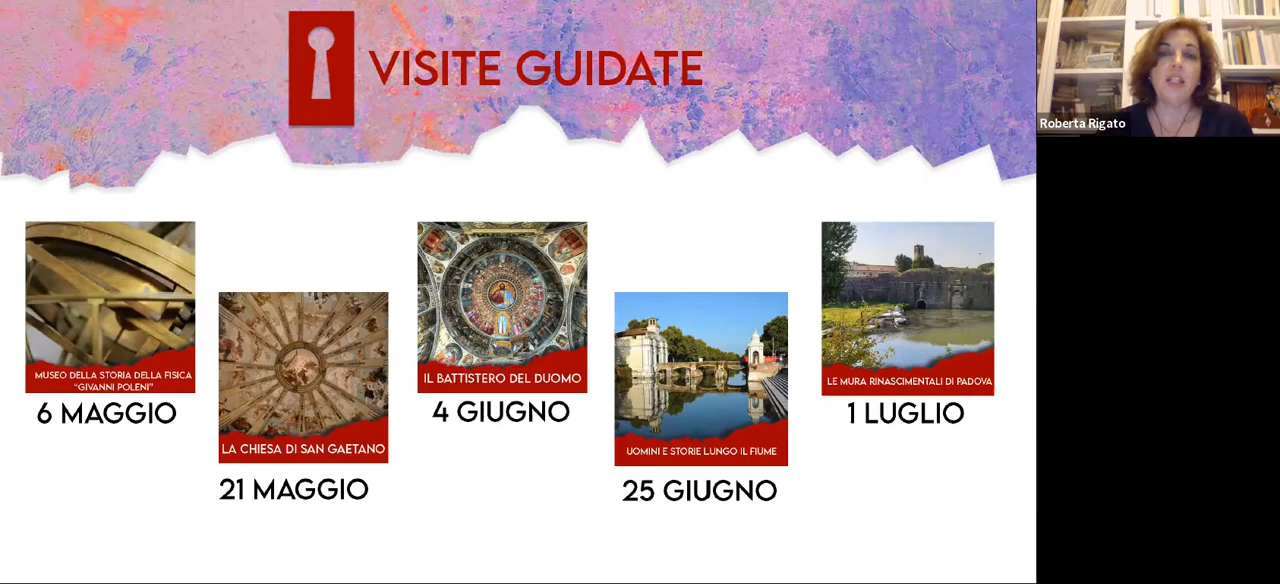 VISITE GUIDATE
Roberta Rigato
MUSEO DELLA STORIA DELLA FISICA
"GIVANNI POLENI"
6 MAGGIO
LA CHIESA DI SAN GAETANO
21 MAGGIO
IL BATTISTERO DEL DUOMO
4 GIUGNO
UOMINI E STORIE LUNGO IL FIUME
25 GIUGNO
LE MURA RINASCIMENTALI DI PADOVA
1 LUGLIO